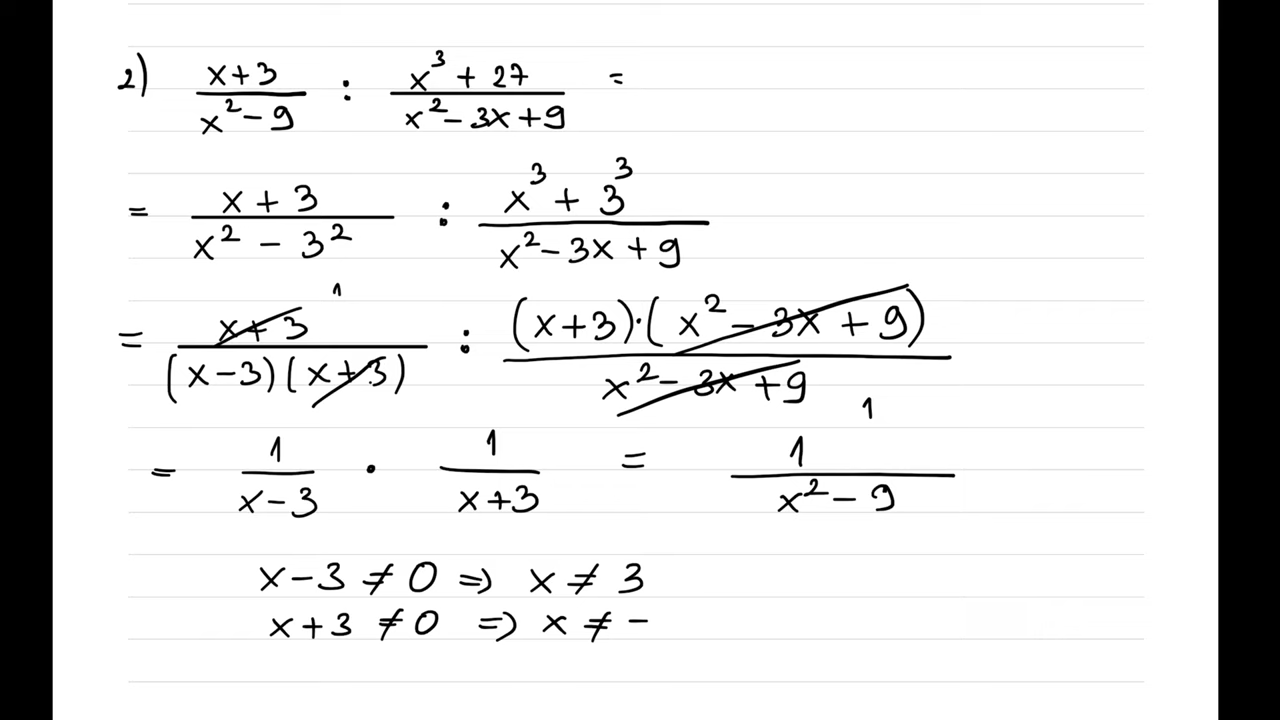 2) x+3 / x² - 9 : x³ + 27 / x² - 3x + 9 =
= x + 3 / x² - 3² : x³ + 3³ / x² - 3x + 9
= x + 3 1 / (x - 3)(x + 3) : (x+3)·(x² - 3x + 9) / x² - 3x + 9 1
= 1 / x - 3 · 1 / x + 3 = 1 / x² - 9
x - 3 ≠ 0 => x ≠ 3
x + 3 ≠ 0 => x ≠ -